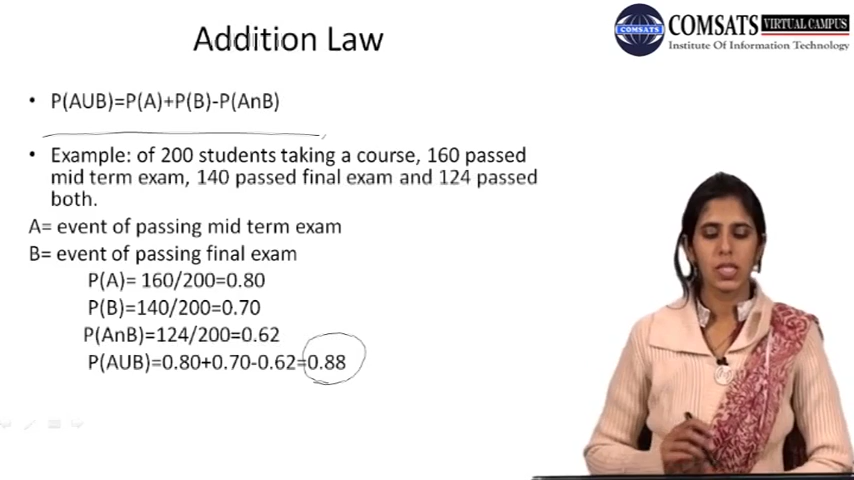 Addition Law
COMSATS VIRTUAL CAMPUS
COMSATS
Institute Of Information Technology
• P(AUB)=P(A)+P(B)-P(AnB)
• Example: of 200 students taking a course, 160 passed
mid term exam, 140 passed final exam and 124 passed
both.
A= event of passing mid term exam
B= event of passing final exam
P(A)= 160/200=0.80
P(B)=140/200=0.70
P(AnB)=124/200=0.62
P(AUB)=0.80+0.70-0.62=0.88